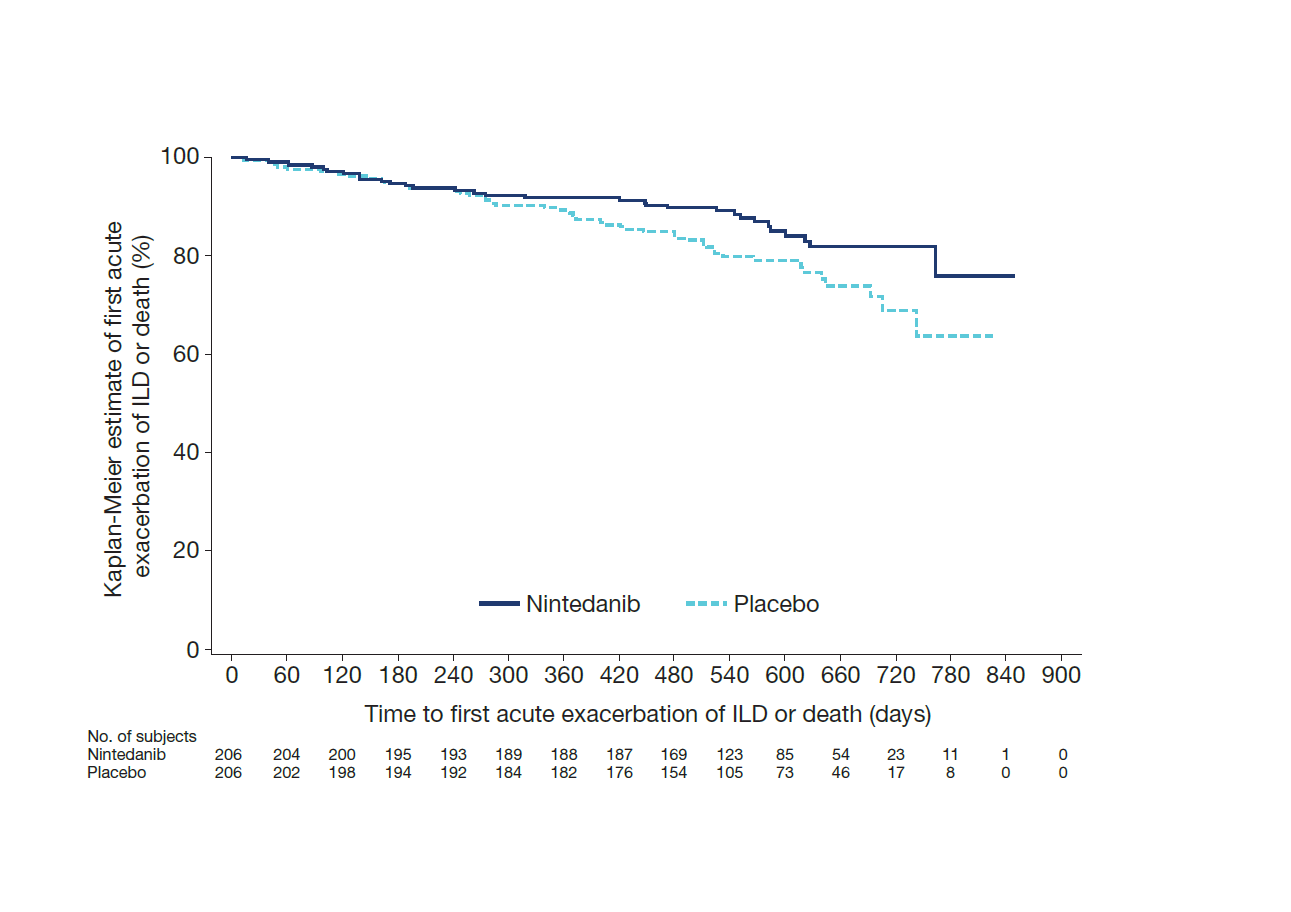 Kaplan-Meier estimate of first acute
exacerbation of ILD or death (%)
100
80
60
40
20
0
Nintedanib Placebo
0 60 120 180 240 300 360 420 480 540 600 660 720 780 840 900
Time to first acute exacerbation of ILD or death (days)
No. of subjects
Nintedanib 206 204 200 195 193 189 188 187 169 123 85 54 23 11 1 0
Placebo 206 202 198 194 192 184 182 176 154 105 73 46 17 8 0 0